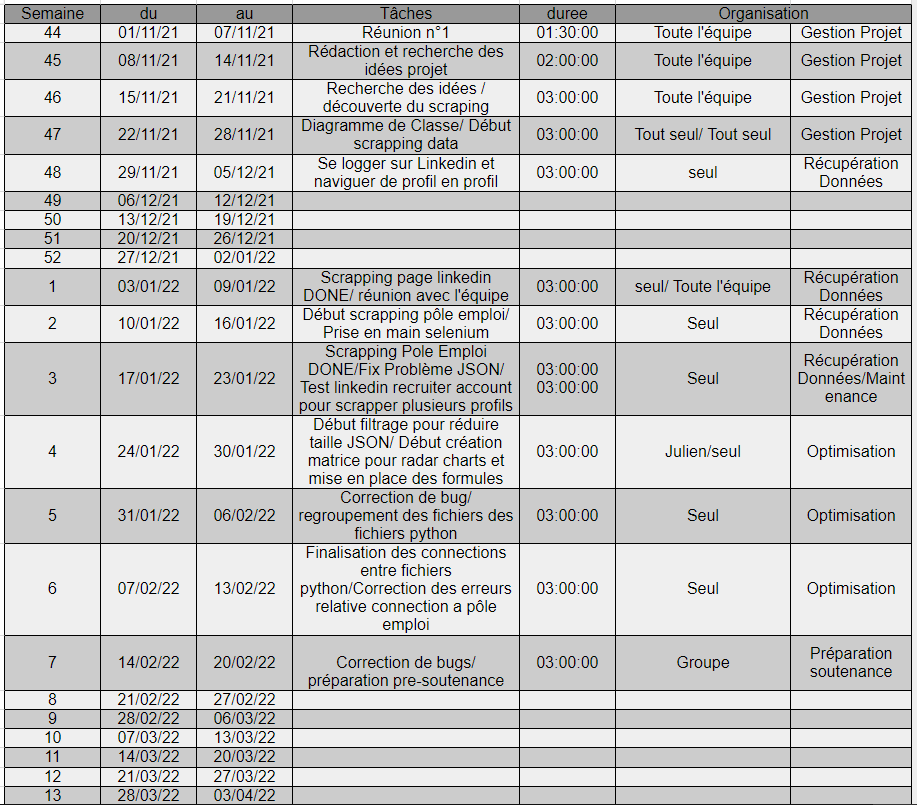 Semaine du au Tâches duree Organisation
44 01/11/21 07/11/21 Réunion n°1 01:30:00 Toute l'équipe Gestion Projet
45 08/11/21 14/11/21 Rédaction et recherche des
idées projet 02:00:00 Toute l'équipe Gestion Projet
46 15/11/21 21/11/21 Recherche des idées /
découverte du scraping 03:00:00 Toute l'équipe Gestion Projet
47 22/11/21 28/11/21 Diagramme de Classe/ Début
scrapping data 03:00:00 Tout seul/ Tout seul Gestion Projet
48 29/11/21 05/12/21 Se logger sur Linkedin et
naviguer de profil en profil 03:00:00 seul Récupération
Données
49 06/12/21 12/12/21
50 13/12/21 19/12/21
51 20/12/21 26/12/21
52 27/12/21 02/01/22
1 03/01/22 09/01/22 Scrapping page linkedin
DONE/ réunion avec l'équipe 03:00:00 seul/ Toute l'équipe Récupération
Données
2 10/01/22 16/01/22 Début scrapping pôle emploi/
Prise en main selenium 03:00:00 Seul Récupération
Données
3 17/01/22 23/01/22 Scrapping Pole Emploi
DONE/Fix Problème JSON/
Test linkedin recruiter account
pour scrapper plusieurs profils 03:00:00
03:00:00 Seul Récupération
Données/Maint
enance
4 24/01/22 30/01/22 Début filtrage pour réduire
taille JSON/ Début création
matrice pour radar charts et
mise en place des formules 03:00:00 Julien/seul Optimisation
5 31/01/22 06/02/22 Correction de bug/
regroupement des fichiers des
fichiers python 03:00:00 Seul Optimisation
6 07/02/22 13/02/22 Finalisation des connections
entre fichiers
python/Correction des erreurs
relative connection a pôle
emploi 03:00:00 Seul Optimisation
7 14/02/22 20/02/22 Correction de bugs/
préparation pre-soutenance 03:00:00 Groupe Préparation
soutenance
8 21/02/22 27/02/22
9 28/02/22 06/03/22
10 07/03/22 13/03/22
11 14/03/22 20/03/22
12 21/03/22 27/03/22
13 28/03/22 03/04/22